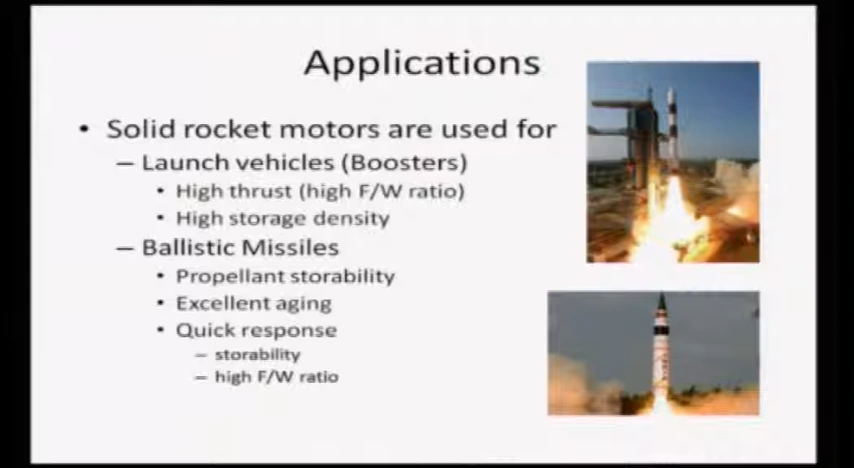 Applications
• Solid rocket motors are used for
– Launch vehicles (Boosters)
• High thrust (high F/W ratio)
• High storage density
– Ballistic Missiles
• Propellant storability
• Excellent aging
• Quick response
– storability
– high F/W ratio